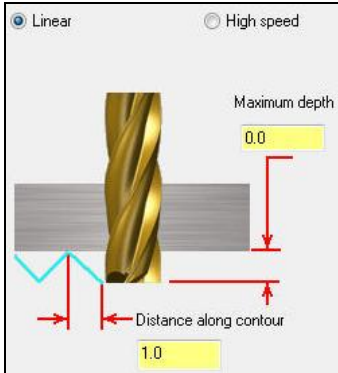 Linear
High speed
Maximum depth
0.0
Distance along contour
1.0